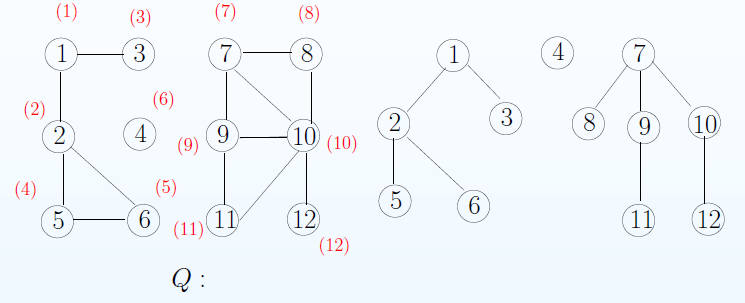 (1) (3) (7) (8)
1 3 7 8 1 4 7
(2) (6)
2 4 9 10 2 3 8 9 10
(9) (10)
(4) (5)
5 6 11 12 5 6 11 12
(11) (12)
Q :